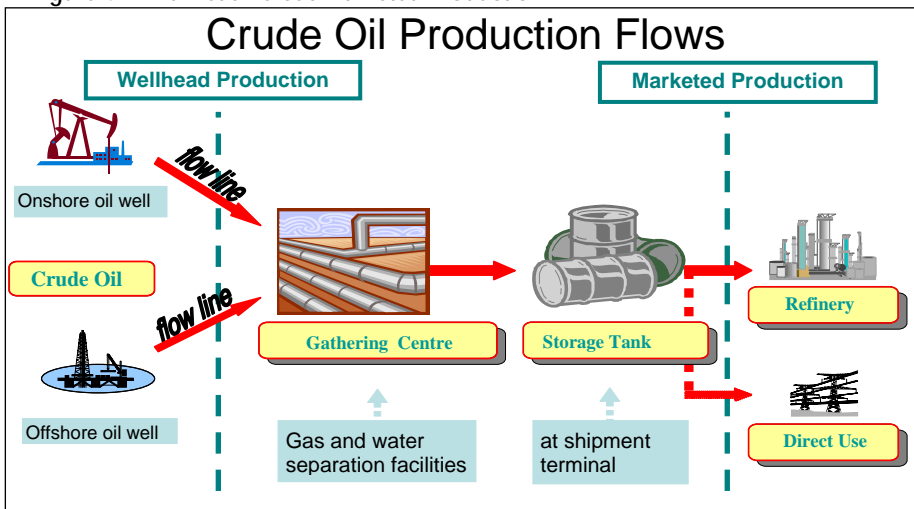 Crude Oil Production Flows
Wellhead Production
Marketed Production
flow line
Onshore oil well
Crude Oil
flow line
Gathering Centre
Storage Tank
Refinery
Offshore oil well
Gas and water
separation facilities
at shipment
terminal
Direct Use